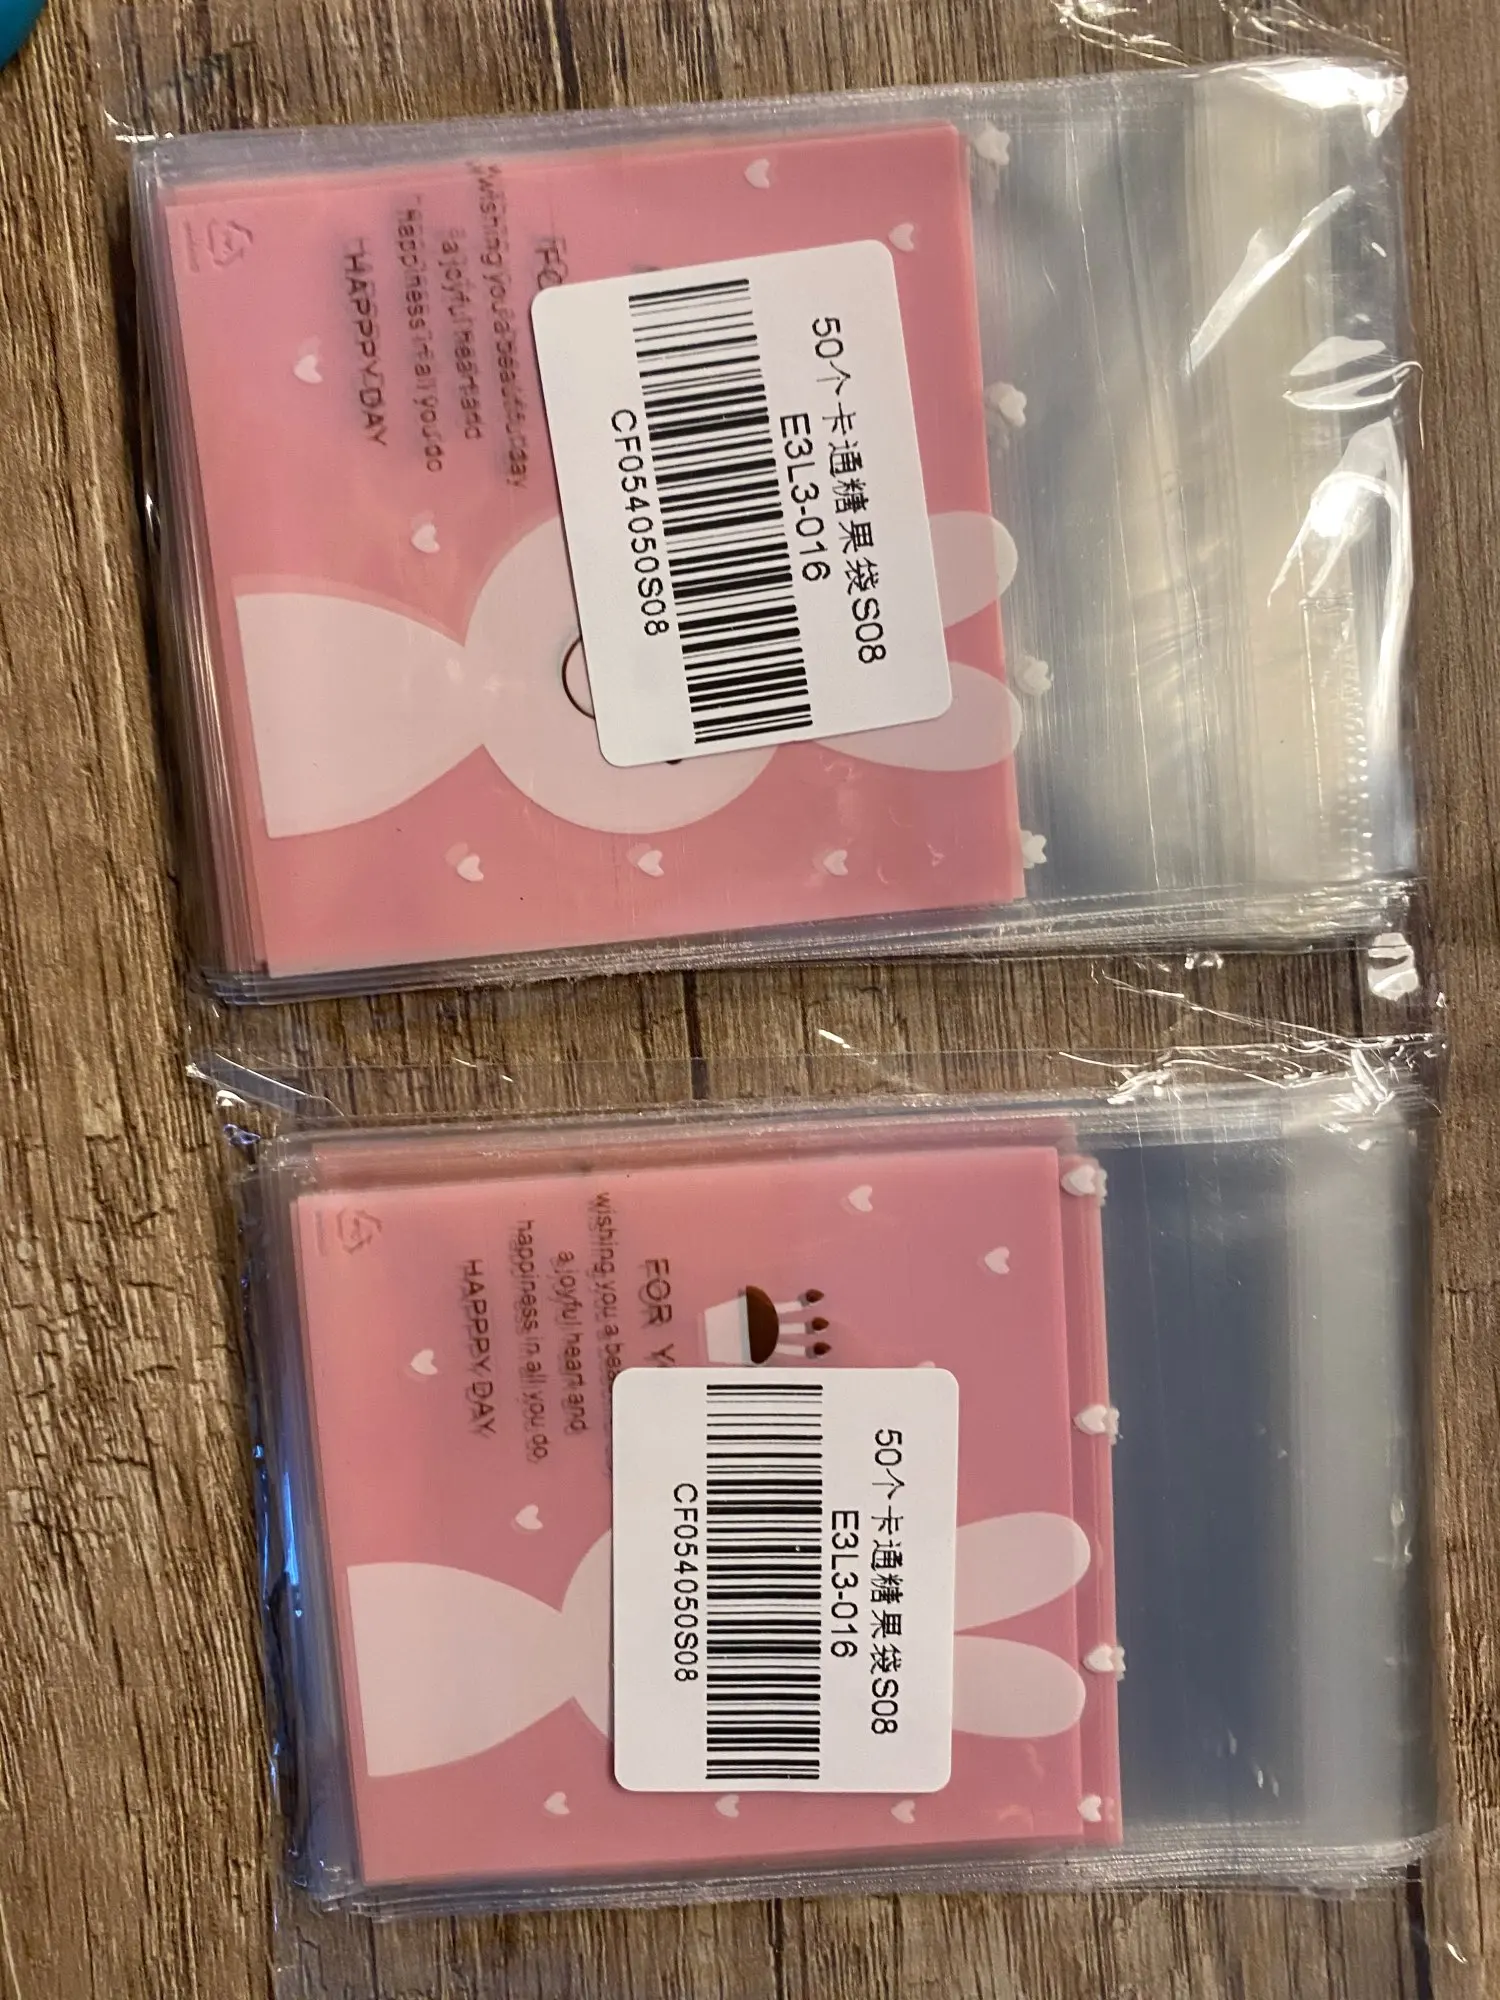 50个卡通糖果袋S08
E3L3-016
CF054050S08
FO
wishing you a beautiful day
a joyful heart and
happiness in all you do
HAPPPY DAY
50个卡通糖果袋S08
E3L3-016
CF054050S08
FOR Y
wishing you a bea
a joyful heart and
happiness in all you do,
HAPPPY DAY